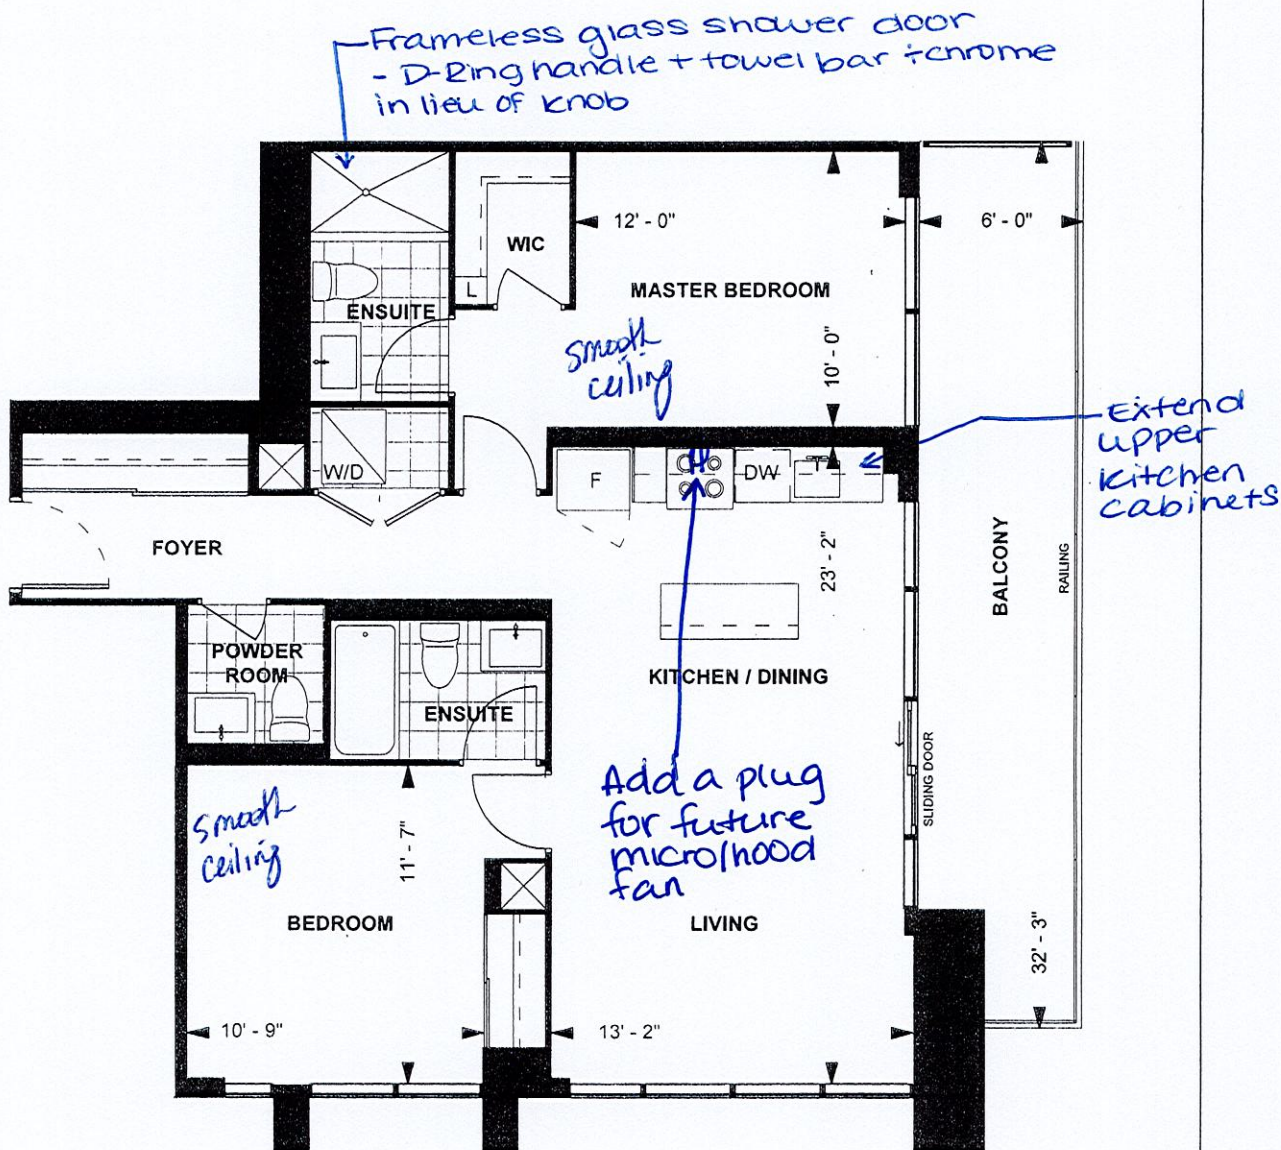 Frameless glass shower door
- D-Ring handle + towel bar + chrome
in lieu of knob
12' - 0"
6' - 0"
WIC
MASTER BEDROOM
L
ENSUITE
smooth
ceiling
10' - 0"
Extend
upper
kitchen
cabinets
W/D
F
DW
FOYER
23' - 2"
BALCONY
RAILING
POWDER
ROOM
KITCHEN / DINING
ENSUITE
SLIDING DOOR
Add a plug
for future
micro/hood
fan
smooth
ceiling
11' - 7"
BEDROOM
LIVING
32' - 3"
10' - 9"
13' - 2"